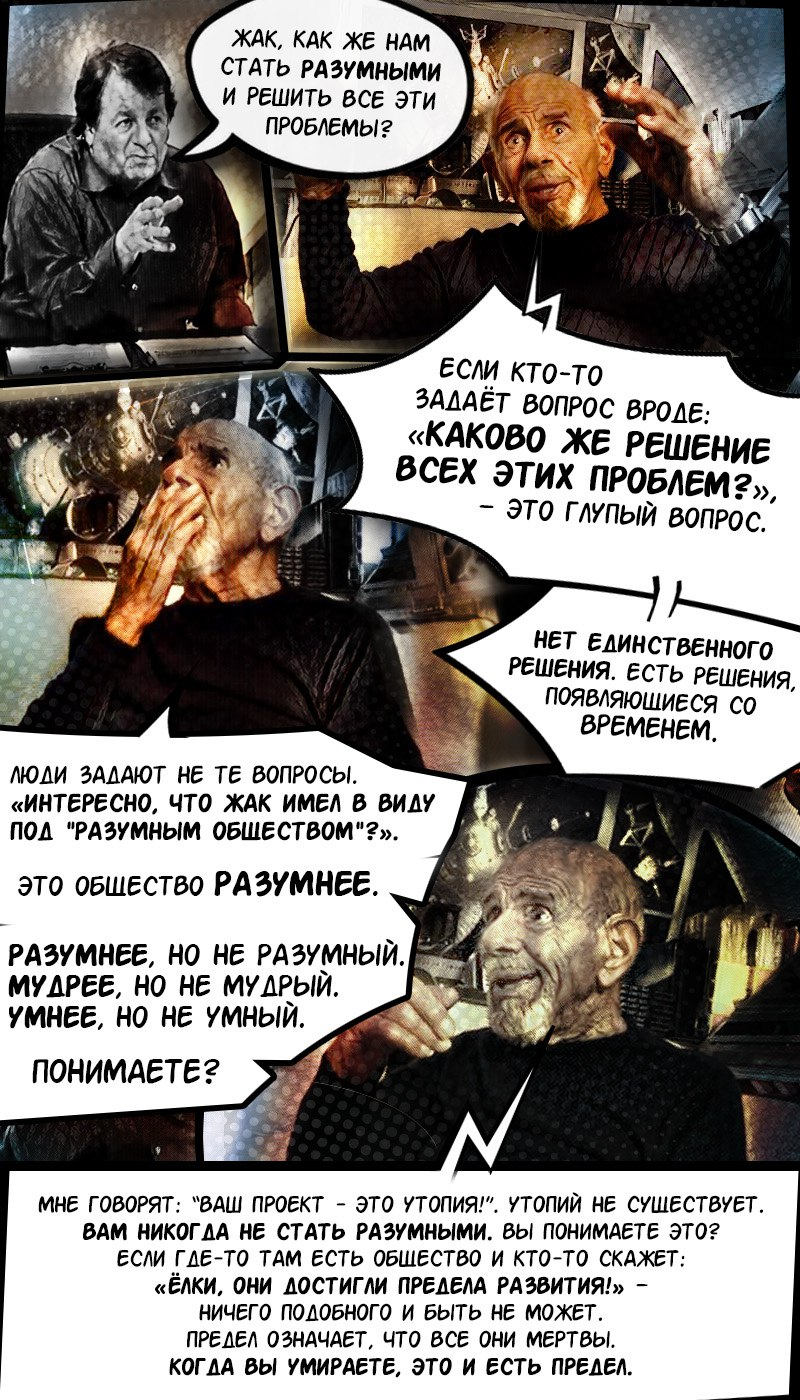 ЖАК, КАК ЖЕ НАМ
СТАТЬ РАЗУМНЫМИ
И РЕШИТЬ ВСЕ ЭТИ
ПРОБЛЕМЫ?
ЕСЛИ КТО-ТО
ЗАДАЁТ ВОПРОС ВРОДЕ:
«КАКОВО ЖЕ РЕШЕНИЕ
ВСЕХ ЭТИХ ПРОБЛЕМ?»,
– ЭТО ГЛУПЫЙ ВОПРОС.
НЕТ ЕДИНСТВЕННОГО
РЕШЕНИЯ. ЕСТЬ РЕШЕНИЯ,
ПОЯВЛЯЮЩИЕСЯ СО
ВРЕМЕНЕМ.
ЛЮДИ ЗАДАЮТ НЕ ТЕ ВОПРОСЫ.
«ИНТЕРЕСНО, ЧТО ЖАК ИМЕЛ В ВИДУ
ПОД "РАЗУМНЫМ ОБЩЕСТВОМ"?».
ЭТО ОБЩЕСТВО РАЗУМНЕЕ.
РАЗУМНЕЕ, НО НЕ РАЗУМНЫЙ.
МУДРЕЕ, НО НЕ МУДРЫЙ.
УМНЕЕ, НО НЕ УМНЫЙ.
ПОНИМАЕТЕ?
МНЕ ГОВОРЯТ: "ВАШ ПРОЕКТ - ЭТО УТОПИЯ!". УТОПИЙ НЕ СУЩЕСТВУЕТ.
ВАМ НИКОГДА НЕ СТАТЬ РАЗУМНЫМИ. ВЫ ПОНИМАЕТЕ ЭТО?
ЕСЛИ ГДЕ-ТО ТАМ ЕСТЬ ОБЩЕСТВО И КТО-ТО СКАЖЕТ:
«ЁЛКИ, ОНИ ДОСТИГЛИ ПРЕДЕЛА РАЗВИТИЯ!» –
НИЧЕГО ПОДОБНОГО И БЫТЬ НЕ МОЖЕТ.
ПРЕДЕЛ ОЗНАЧАЕТ, ЧТО ВСЕ ОНИ МЕРТВЫ.
КОГДА ВЫ УМИРАЕТЕ, ЭТО И ЕСТЬ ПРЕДЕЛ.